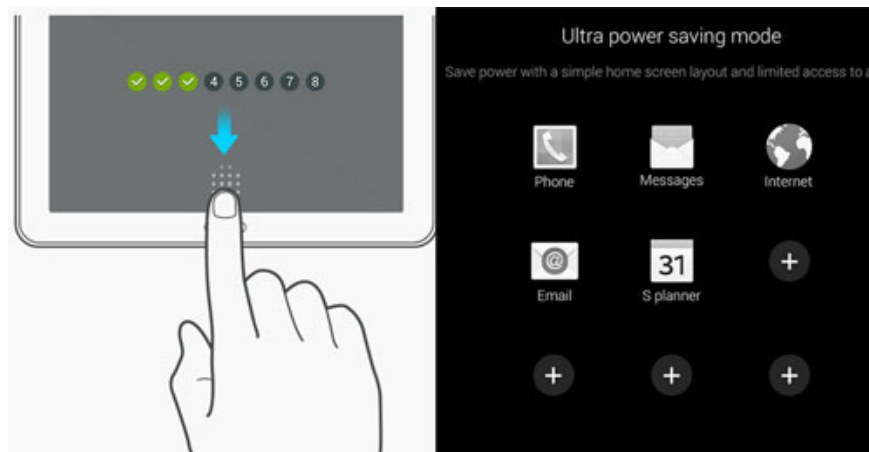 4 5 6 7 8
Ultra power saving mode
Save power with a simple home screen layout and limited access to a
Phone Messages Internet
@ 31
Email S planner